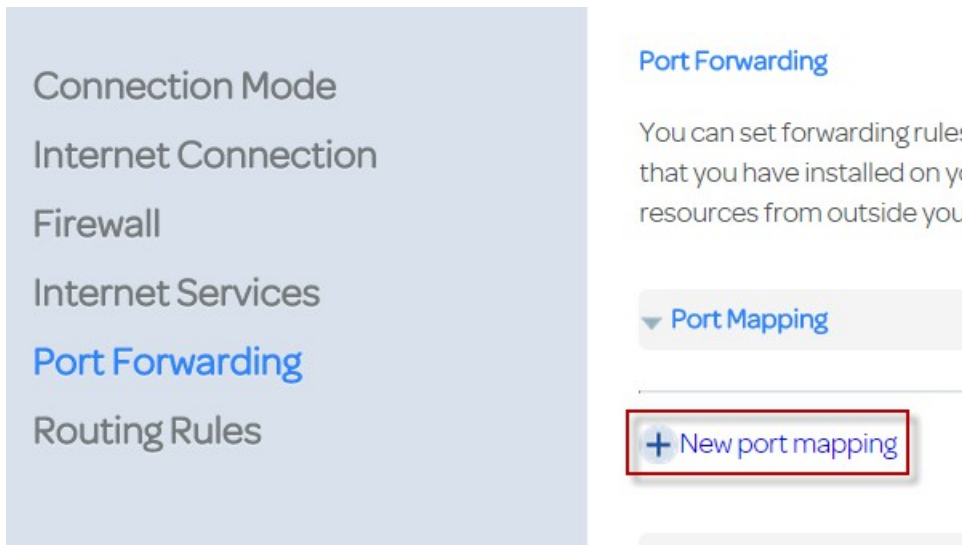 Connection Mode
Internet Connection
Firewall
Internet Services
Port Forwarding
Routing Rules
Port Forwarding
You can set forwarding rules
that you have installed on yo
resources from outside you
Port Mapping
New port mapping